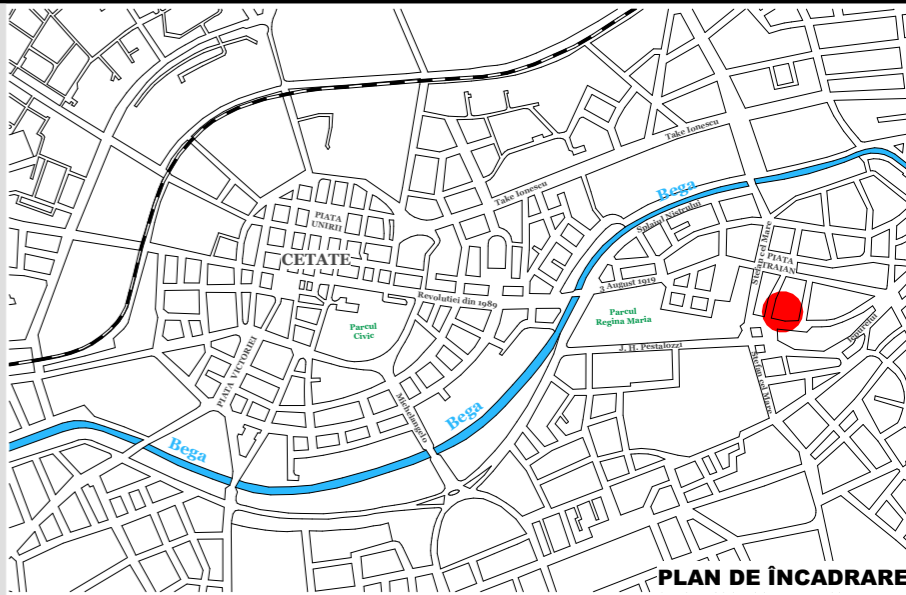 Take Ionescu
Take Ionescu
Bega
Splaiul Nistrului
PIATA
UNIRII
CETATE
Stefan cel Mare
PIATA
TRAIAN
3 August 1919
Revolutiei din 1989
Parcul
Regina Maria
Parcul
Civic
Iepurelui
J. H. Pestalozzi
PIATA VICTORIEI
Stefan cel Mare
Michelangelo
Bega
Bega
PLAN DE ÎNCADRARE